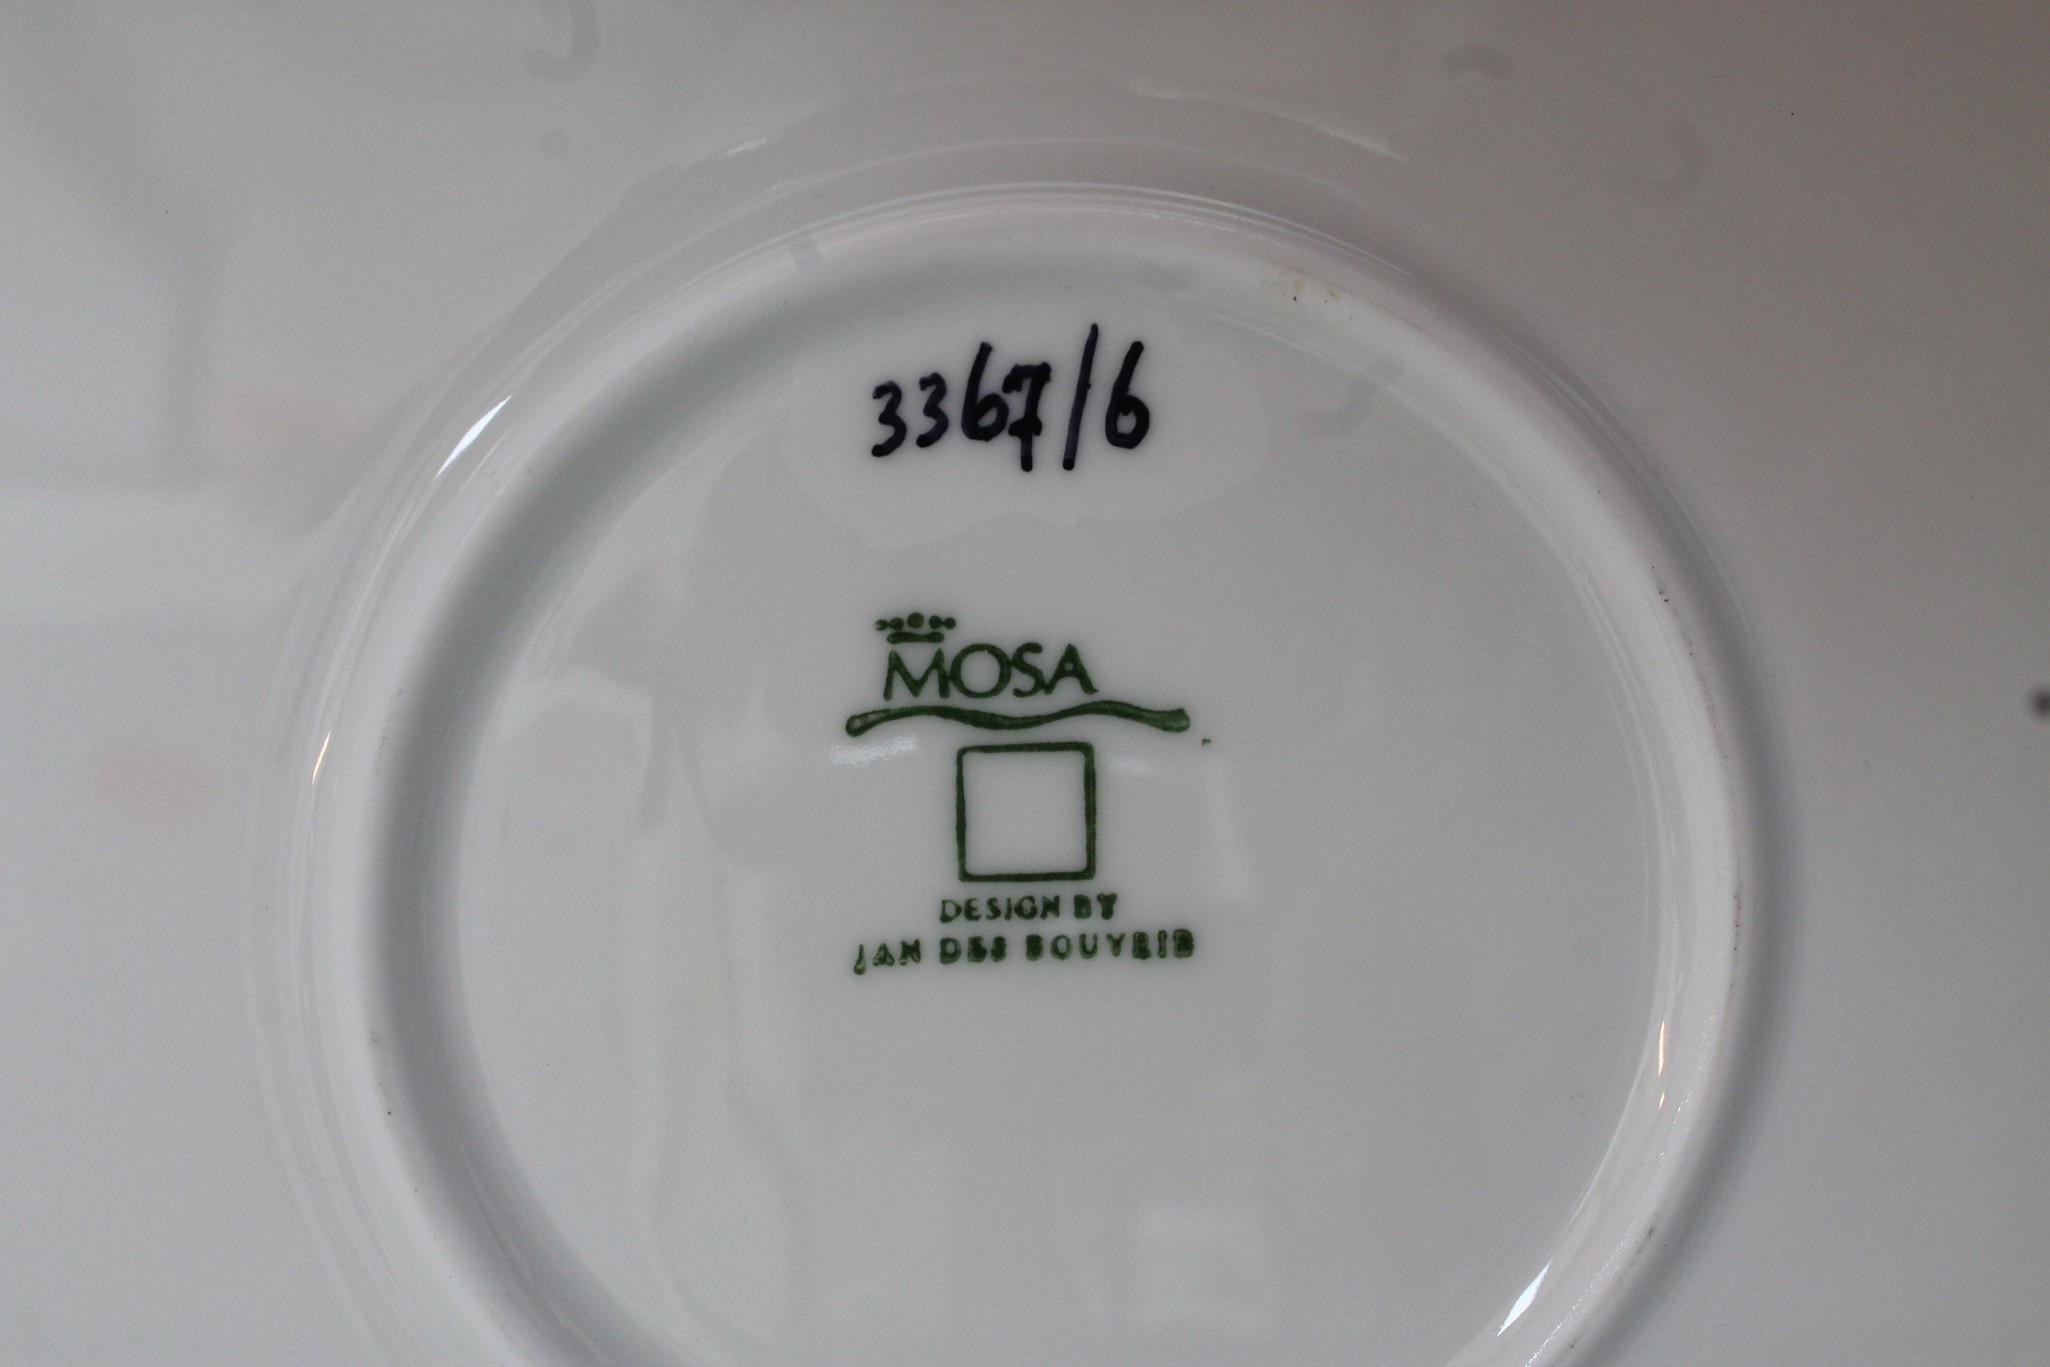 3367/6
MOSA
DESIGN BY
JAN DES BOUVRIE